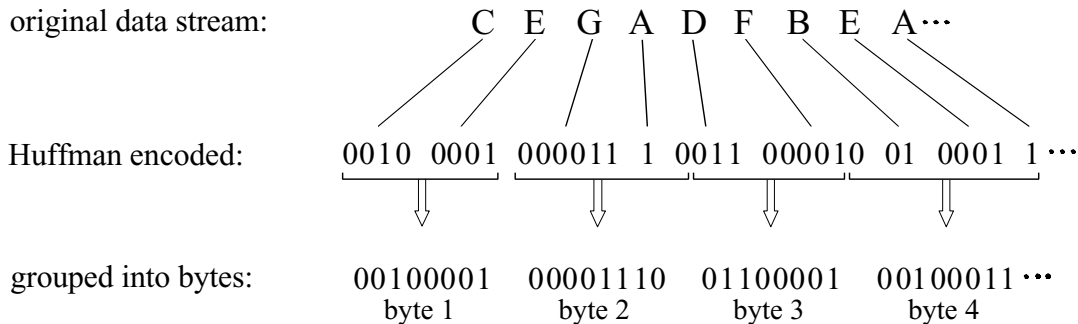 original data stream: C E G A D F B E A •••
Huffman encoded: 0010 0001 000011 1 0011 000010 01 0001 1 •••
grouped into bytes: 00100001 00001110 01100001 00100011 •••
byte 1 byte 2 byte 3 byte 4